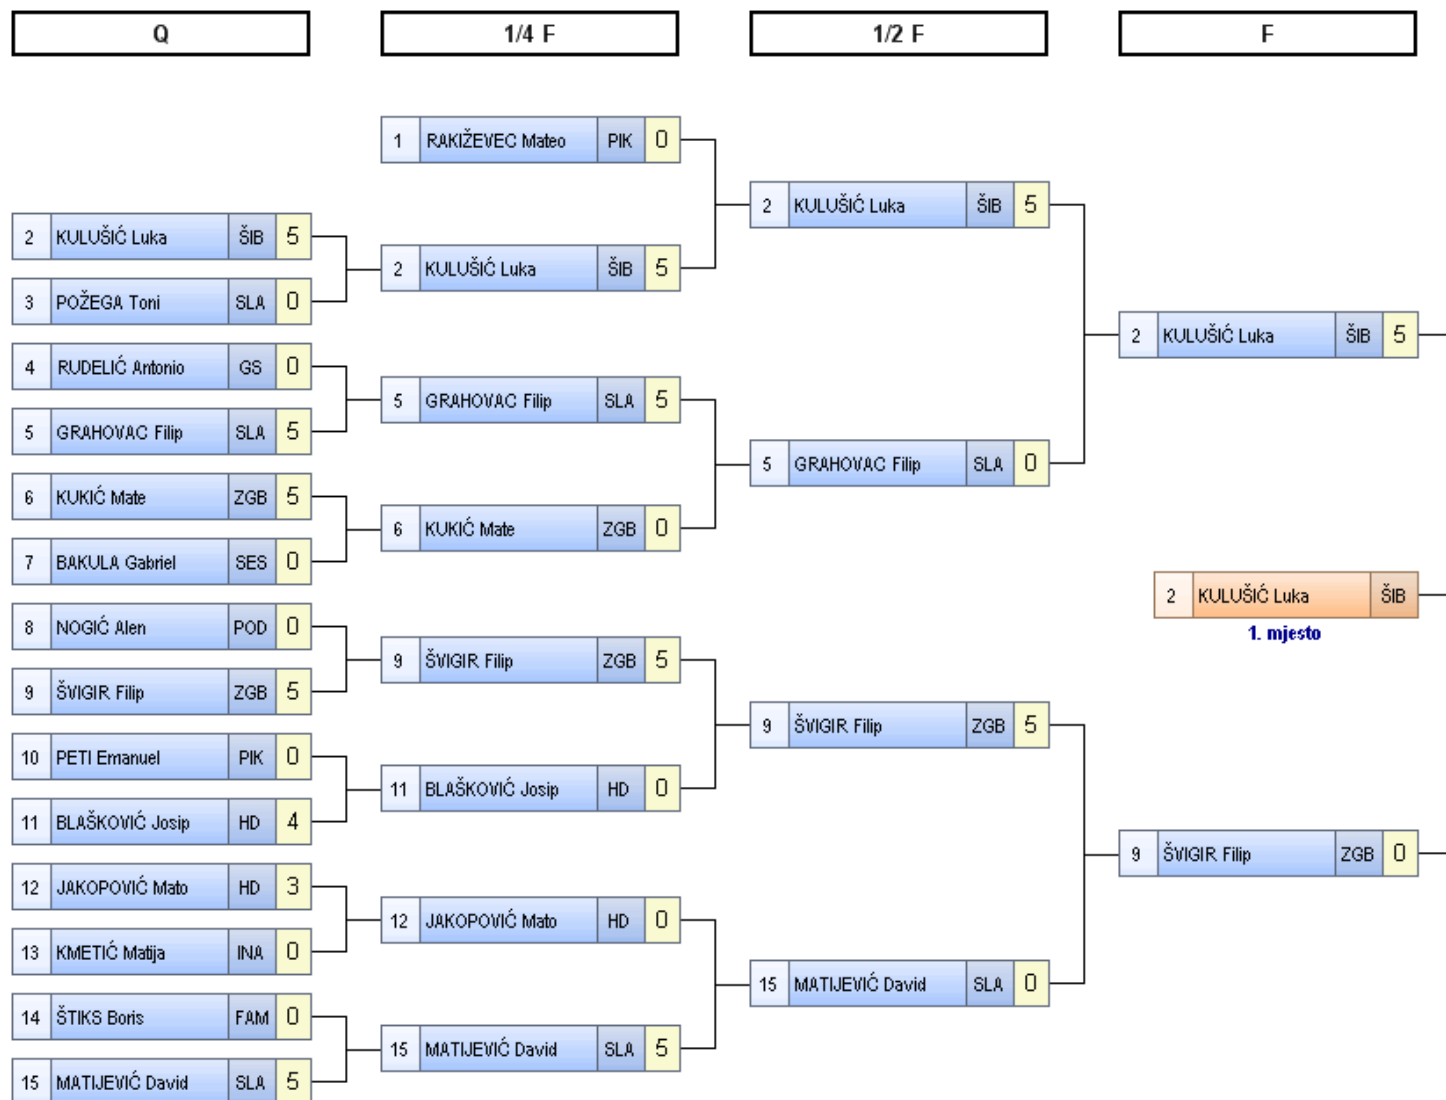 Q 1/4 F 1/2 F F
1 RAKIŽEVEC Mateo PIK 0
2 KULUŠIĆ Luka ŠIB 5
2 KULUŠIĆ Luka ŠIB 5
2 KULUŠIĆ Luka ŠIB 5
3 POŽEGA Toni SLA 0
2 KULUŠIĆ Luka ŠIB 5
4 RUDELIĆ Antonio GS 0
5 GRAHOVAC Filip SLA 5
5 GRAHOVAC Filip SLA 5
5 GRAHOVAC Filip SLA 0
6 KUKIĆ Mate ZGB 5
6 KUKIĆ Mate ZGB 0
7 BAKULA Gabriel SES 0
2 KULUŠIĆ Luka ŠIB
1. mjesto
8 NOGIĆ Alen POD 0
9 ŠVIGIR Filip ZGB 5
9 ŠVIGIR Filip ZGB 5
9 ŠVIGIR Filip ZGB 5
10 PETI Emanuel PIK 0
11 BLAŠKOVIĆ Josip HD 0
11 BLAŠKOVIĆ Josip HD 4
9 ŠVIGIR Filip ZGB 0
12 JAKOPOVIĆ Mato HD 3
12 JAKOPOVIĆ Mato HD 0
13 KMETIĆ Matija INA 0
15 MATIJEVIĆ David SLA 0
14 ŠTIKS Boris FAM 0
15 MATIJEVIĆ David SLA 5
15 MATIJEVIĆ David SLA 5